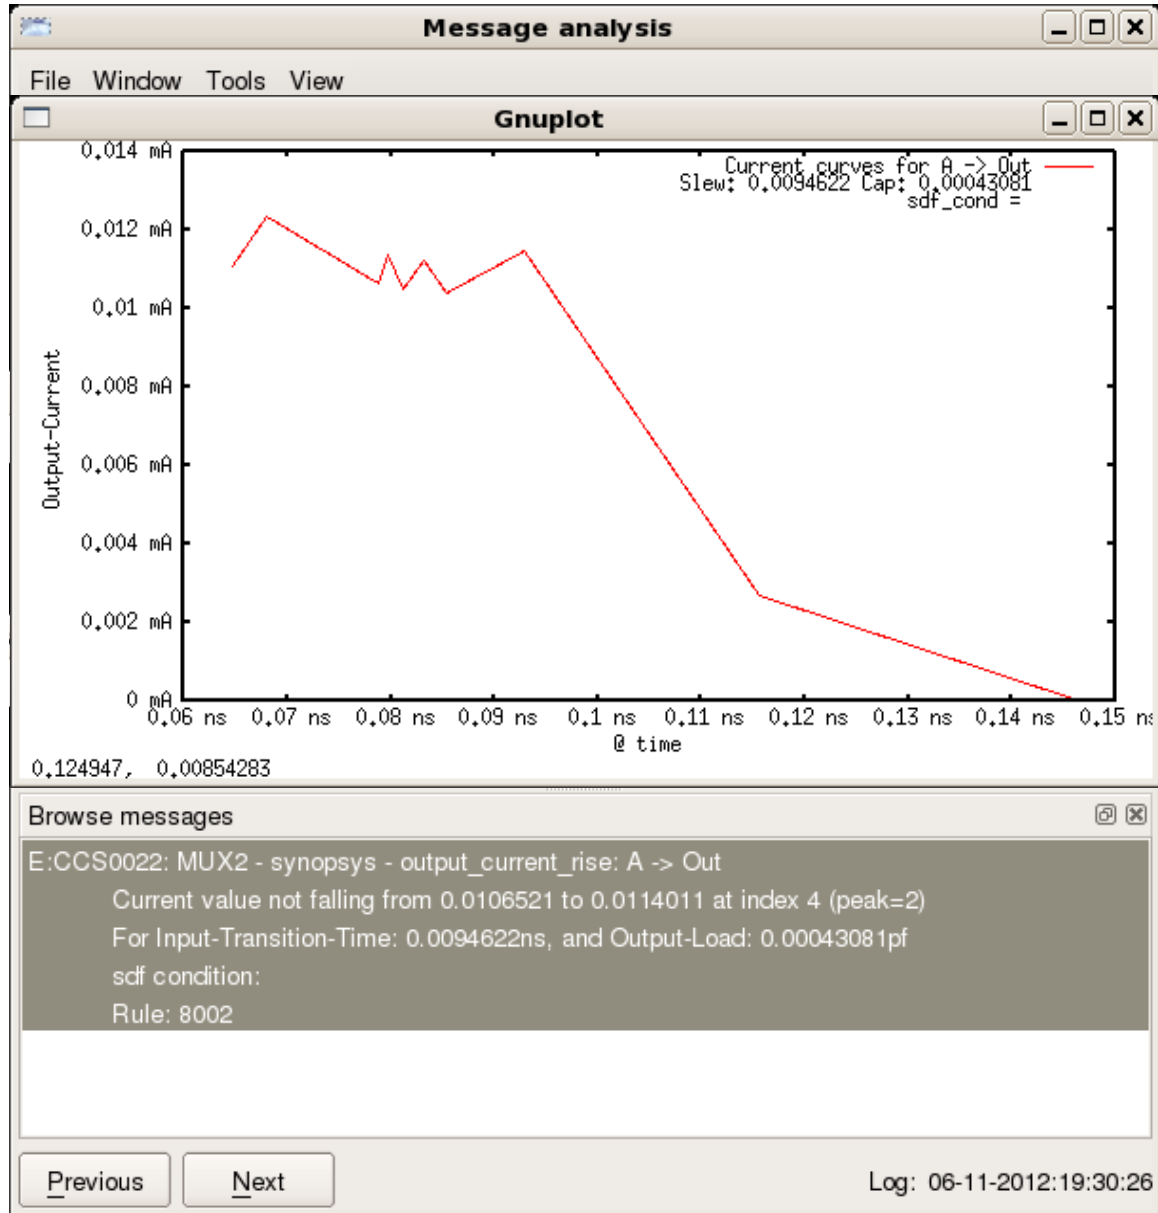 Message analysis
File Window Tools View
Gnuplot
0.014 mA
0.012 mA
0.01 mA
0.008 mA
0.006 mA
0.004 mA
0.002 mA
0 mA
Output-Current
Current curves for A -> Out
Slew: 0.0094622 Cap: 0.00043081
sdf_cond =
0.06 ns 0.07 ns 0.08 ns 0.09 ns 0.1 ns 0.11 ns 0.12 ns 0.13 ns 0.14 ns 0.15 ns
@ time
0.124947, 0.00854283
Browse messages
E:CCS0022: MUX2 - synopsys - output_current_rise: A -> Out
Current value not falling from 0.0106521 to 0.0114011 at index 4 (peak=2)
For Input-Transition-Time: 0.0094622ns, and Output-Load: 0.00043081pf
sdf condition:
Rule: 8002
Previous Next Log: 06-11-2012:19:30:26